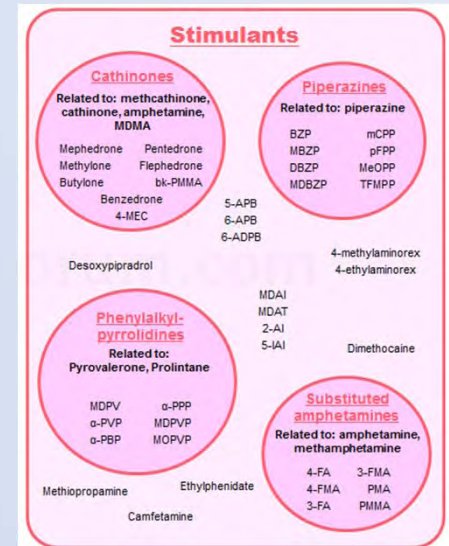 Stimulants
Cathinones
Related to: methcathinone,
cathinone, amphetamine,
MDMA
Mephedrone Pentedrone
Methylone Flephedrone
Butylone bk-PMMA
Benzedrone
4-MEC
Piperazines
Related to: piperazine
BZP mCPP
MBZP pFPP
DBZP MeOPP
MDBZP TFMPP
5-APB
6-APB
6-ADPB
4-methylaminorex
4-ethylaminorex
Desoxypipradrol
MDAI
MDAT
2-AI
5-IAI
Dimethocaine
Phenylalkyl-
pyrrolidines
Related to:
Pyrovalerone, Prolintane
MDPV α-PPP
α-PVP MDPVP
α-PBP MOPVP
Substituted
amphetamines
Related to: amphetamine,
methamphetamine
4-FA 3-FMA
4-FMA PMA
3-FA PMMA
Methiopropamine
Ethylphenidate
Camfetamine